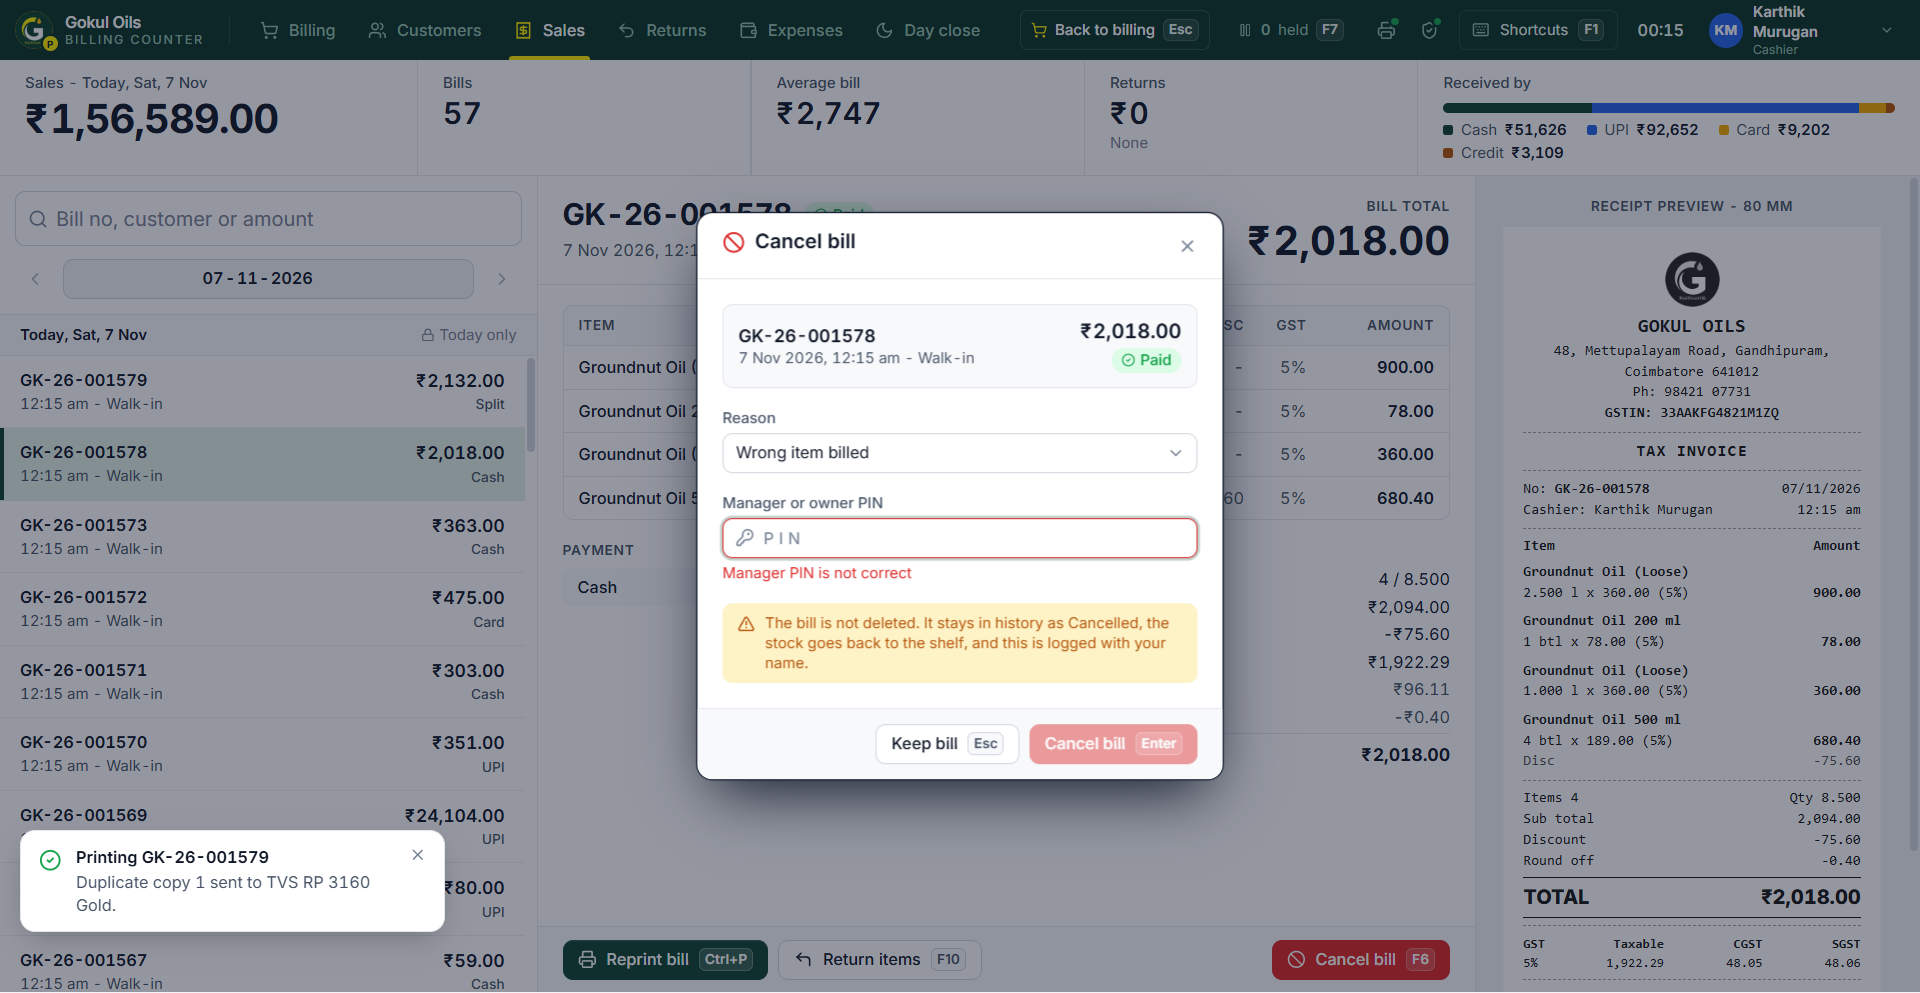 Gokul Oils
BILLING COUNTER
Billing
Customers
Sales
Returns
Expenses
Day close
Back to billing Esc
0 held F7
Shortcuts F1
00:15
KM
Karthik Murugan
Cashier
Sales - Today, Sat, 7 Nov
₹1,56,589.00
Bills
57
Average bill
₹2,747
Returns
₹0
None
Received by
Cash ₹51,626 UPI ₹92,652 Card ₹9,202
Credit ₹3,109
Bill no, customer or amount
07-11-2026
Today, Sat, 7 Nov Today only
GK-26-001579 ₹2,132.00
12:15 am - Walk-in Split
GK-26-001578 ₹2,018.00
12:15 am - Walk-in Cash
GK-26-001573 ₹363.00
12:15 am - Walk-in Cash
GK-26-001572 ₹475.00
12:15 am - Walk-in Card
GK-26-001571 ₹303.00
12:15 am - Walk-in Cash
GK-26-001570 ₹351.00
12:15 am - Walk-in UPI
GK-26-001569 ₹24,104.00
UPI
₹80.00
UPI
GK-26-001567 ₹59.00
12:15 am - Walk-in Cash
Printing GK-26-001579
Duplicate copy 1 sent to TVS RP 3160
Gold.
GK-26-001578 Paid
7 Nov 2026, 12:1
BILL TOTAL
₹2,018.00
ITEM SC GST AMOUNT
Groundnut Oil ( - 5% 900.00
Groundnut Oil 2 - 5% 78.00
Groundnut Oil ( - 5% 360.00
Groundnut Oil 5 60 5% 680.40
PAYMENT
Cash
4 / 8.500
₹2,094.00
-₹75.60
₹1,922.29
₹96.11
-₹0.40
₹2,018.00
Reprint bill Ctrl+P
Return items F10
Cancel bill F6
Cancel bill
GK-26-001578 ₹2,018.00
7 Nov 2026, 12:15 am - Walk-in Paid
Reason
Wrong item billed
Manager or owner PIN
PIN
Manager PIN is not correct
The bill is not deleted. It stays in history as Cancelled, the
stock goes back to the shelf, and this is logged with your
name.
Keep bill Esc
Cancel bill Enter
RECEIPT PREVIEW - 80 MM
GOKUL OILS
48, Mettupalayam Road, Gandhipuram,
Coimbatore 641012
Ph: 98421 07731
GSTIN: 33AAKFG4821M1ZQ
TAX INVOICE
No: GK-26-001578 07/11/2026
Cashier: Karthik Murugan 12:15 am
Item Amount
Groundnut Oil (Loose)
2.500 l x 360.00 (5%) 900.00
Groundnut Oil 200 ml
1 btl x 78.00 (5%) 78.00
Groundnut Oil (Loose)
1.000 l x 360.00 (5%) 360.00
Groundnut Oil 500 ml
4 btl x 189.00 (5%) 680.40
Disc -75.60
Items 4 Qty 8.500
Sub total 2,094.00
Discount -75.60
Round off -0.40
TOTAL ₹2,018.00
GST Taxable CGST SGST
5% 1,922.29 48.05 48.06